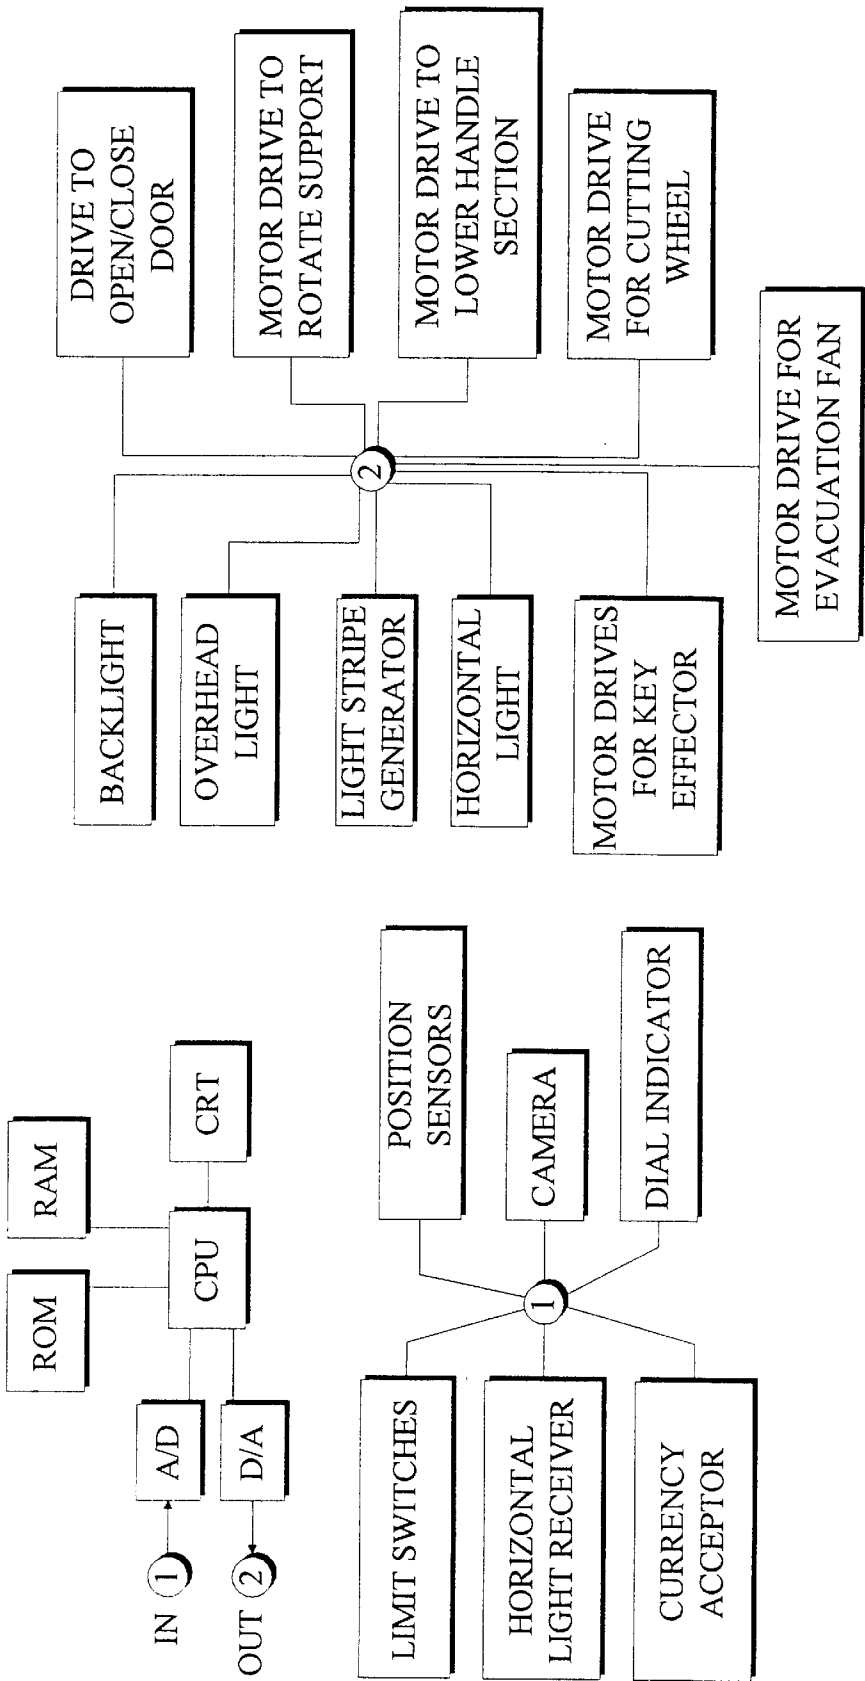 ROM
RAM
IN
1
A/D
CPU
CRT
OUT
2
D/A
LIMIT SWITCHES
POSITION
SENSORS
HORIZONTAL
LIGHT RECEIVER
1
CAMERA
CURRENCY
ACCEPTOR
DIAL INDICATOR
BACKLIGHT
DRIVE TO
OPEN/CLOSE
DOOR
OVERHEAD
LIGHT
MOTOR DRIVE TO
ROTATE SUPPORT
LIGHT STRIPE
GENERATOR
2
MOTOR DRIVE TO
LOWER HANDLE
SECTION
HORIZONTAL
LIGHT
MOTOR DRIVES
FOR KEY
EFFECTOR
MOTOR DRIVE
FOR CUTTING
WHEEL
MOTOR DRIVE FOR
EVACUATION FAN